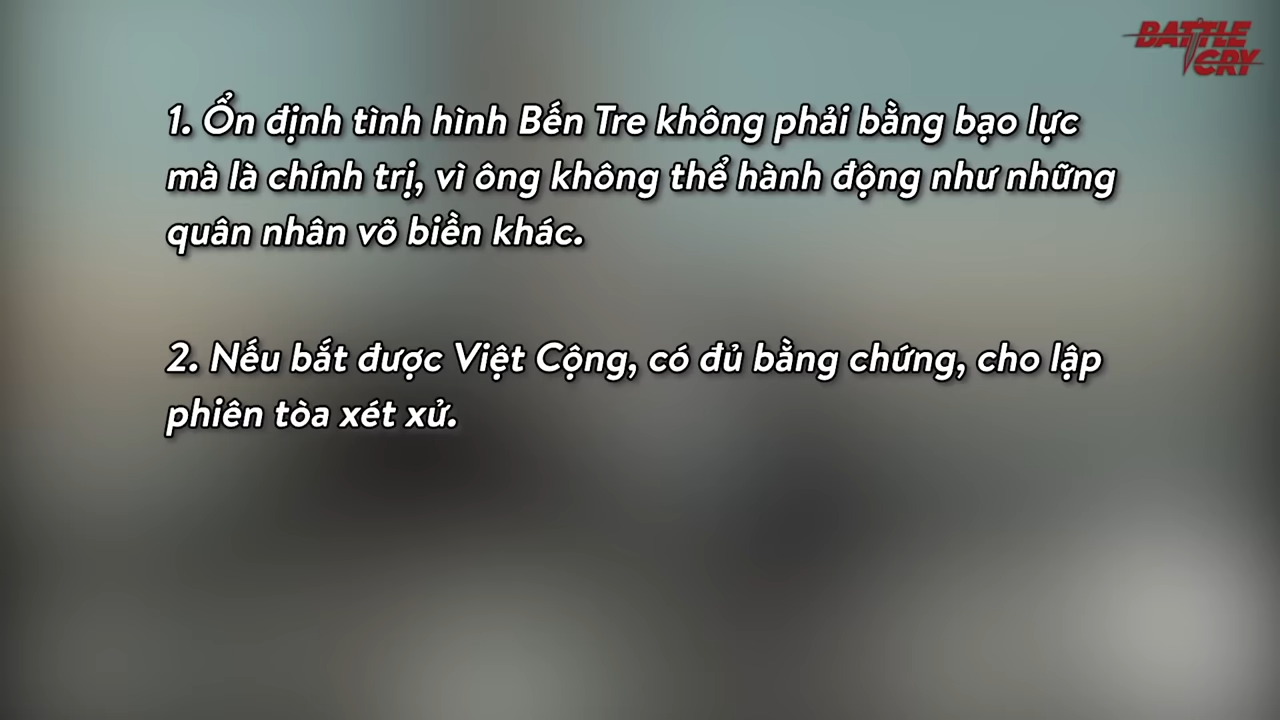 BATTLE
CRY
1. Ổn định tình hình Bến Tre không phải bằng bạo lực
mà là chính trị, vì ông không thể hành động như những
quân nhân võ biền khác.
2. Nếu bắt được Việt Cộng, có đủ bằng chứng, cho lập
phiên tòa xét xử.